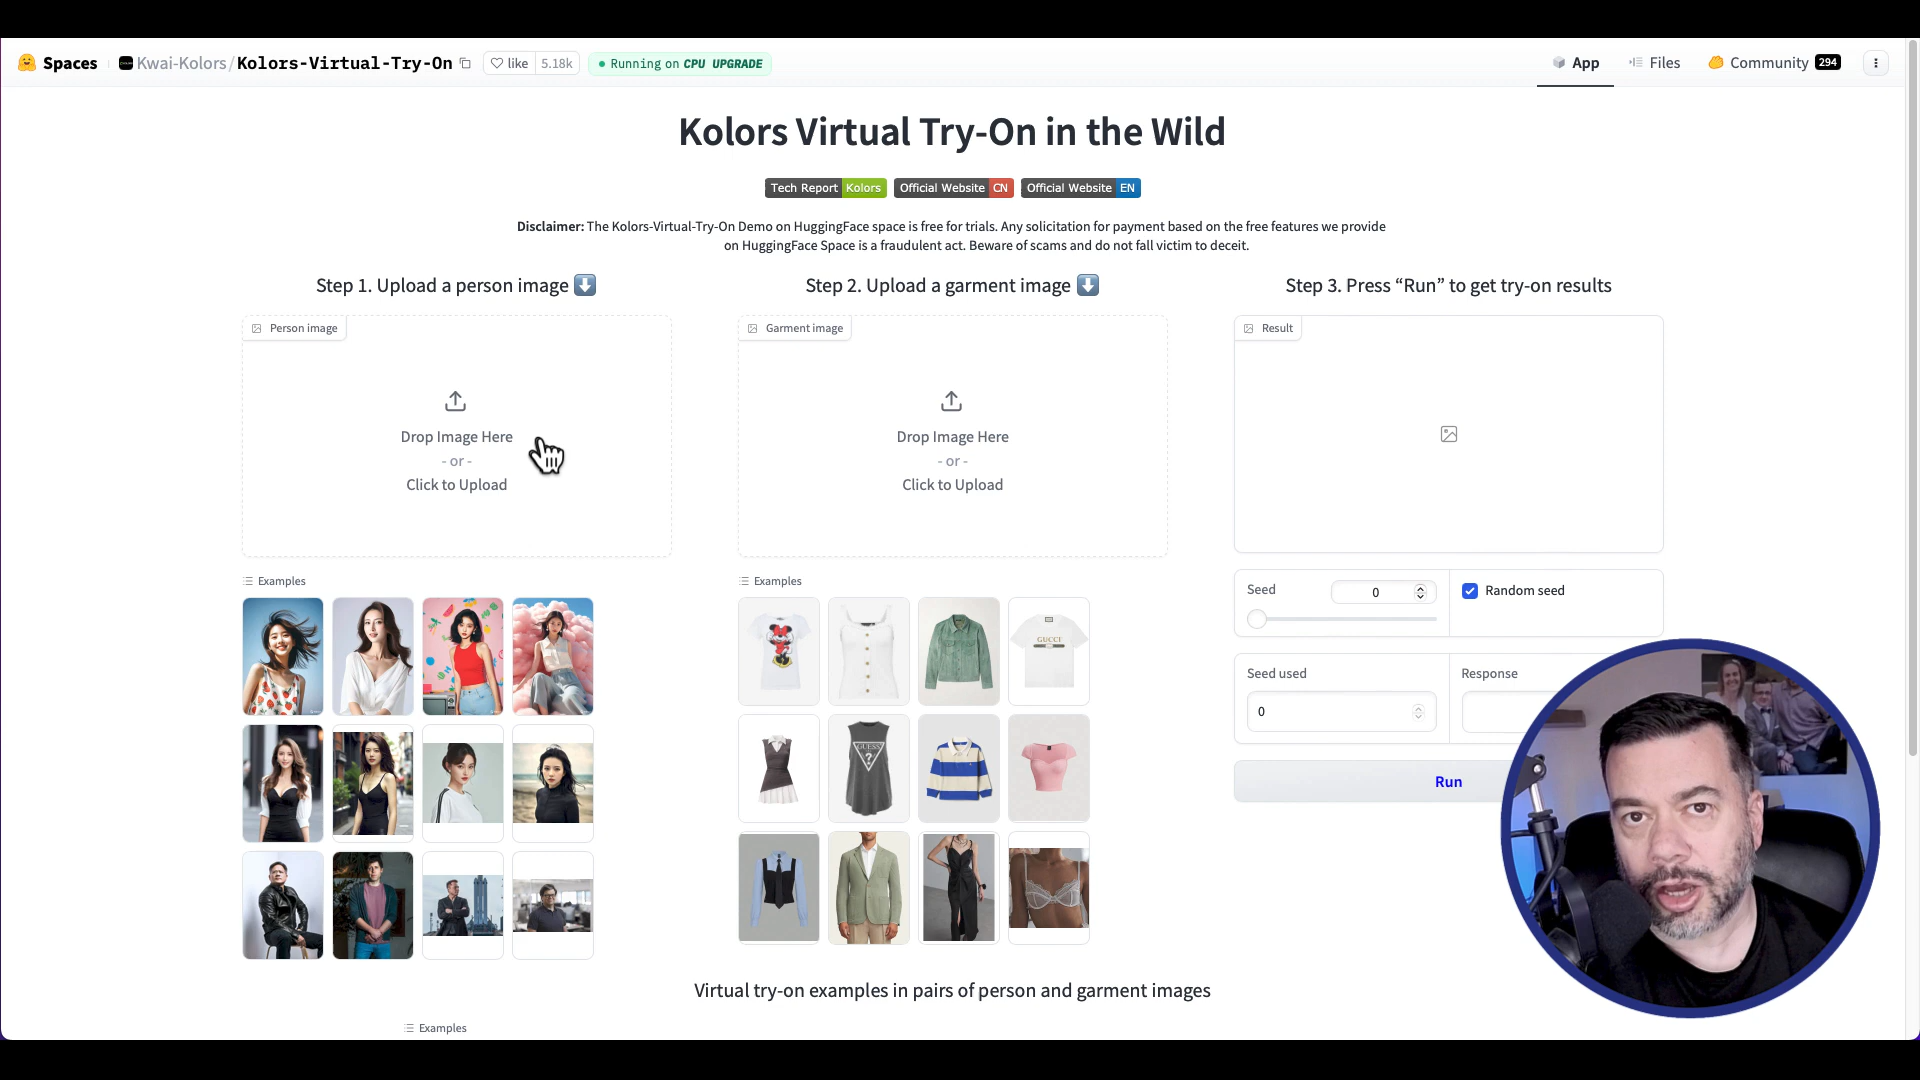 Spaces
Kwai-Kolors/Kolors-Virtual-Try-On
like 5.18k
Running on CPU UPGRADE
App
Files
Community 294
Kolors Virtual Try-On in the Wild
Tech Report Kolors
Official Website CN
Official Website EN
Disclaimer: The Kolors-Virtual-Try-On Demo on HuggingFace space is free for trials. Any solicitation for payment based on the free features we provide
on HuggingFace Space is a fraudulent act. Beware of scams and do not fall victim to deceit.
Step 1. Upload a person image
Person image
Drop Image Here
- or -
Click to Upload
Examples
Step 2. Upload a garment image
Garment image
Drop Image Here
- or -
Click to Upload
Examples
GUCCI
GUESS
?
Step 3. Press “Run” to get try-on results
Result
Seed
0
Random seed
Seed used
0
Response
Run
Virtual try-on examples in pairs of person and garment images
Examples